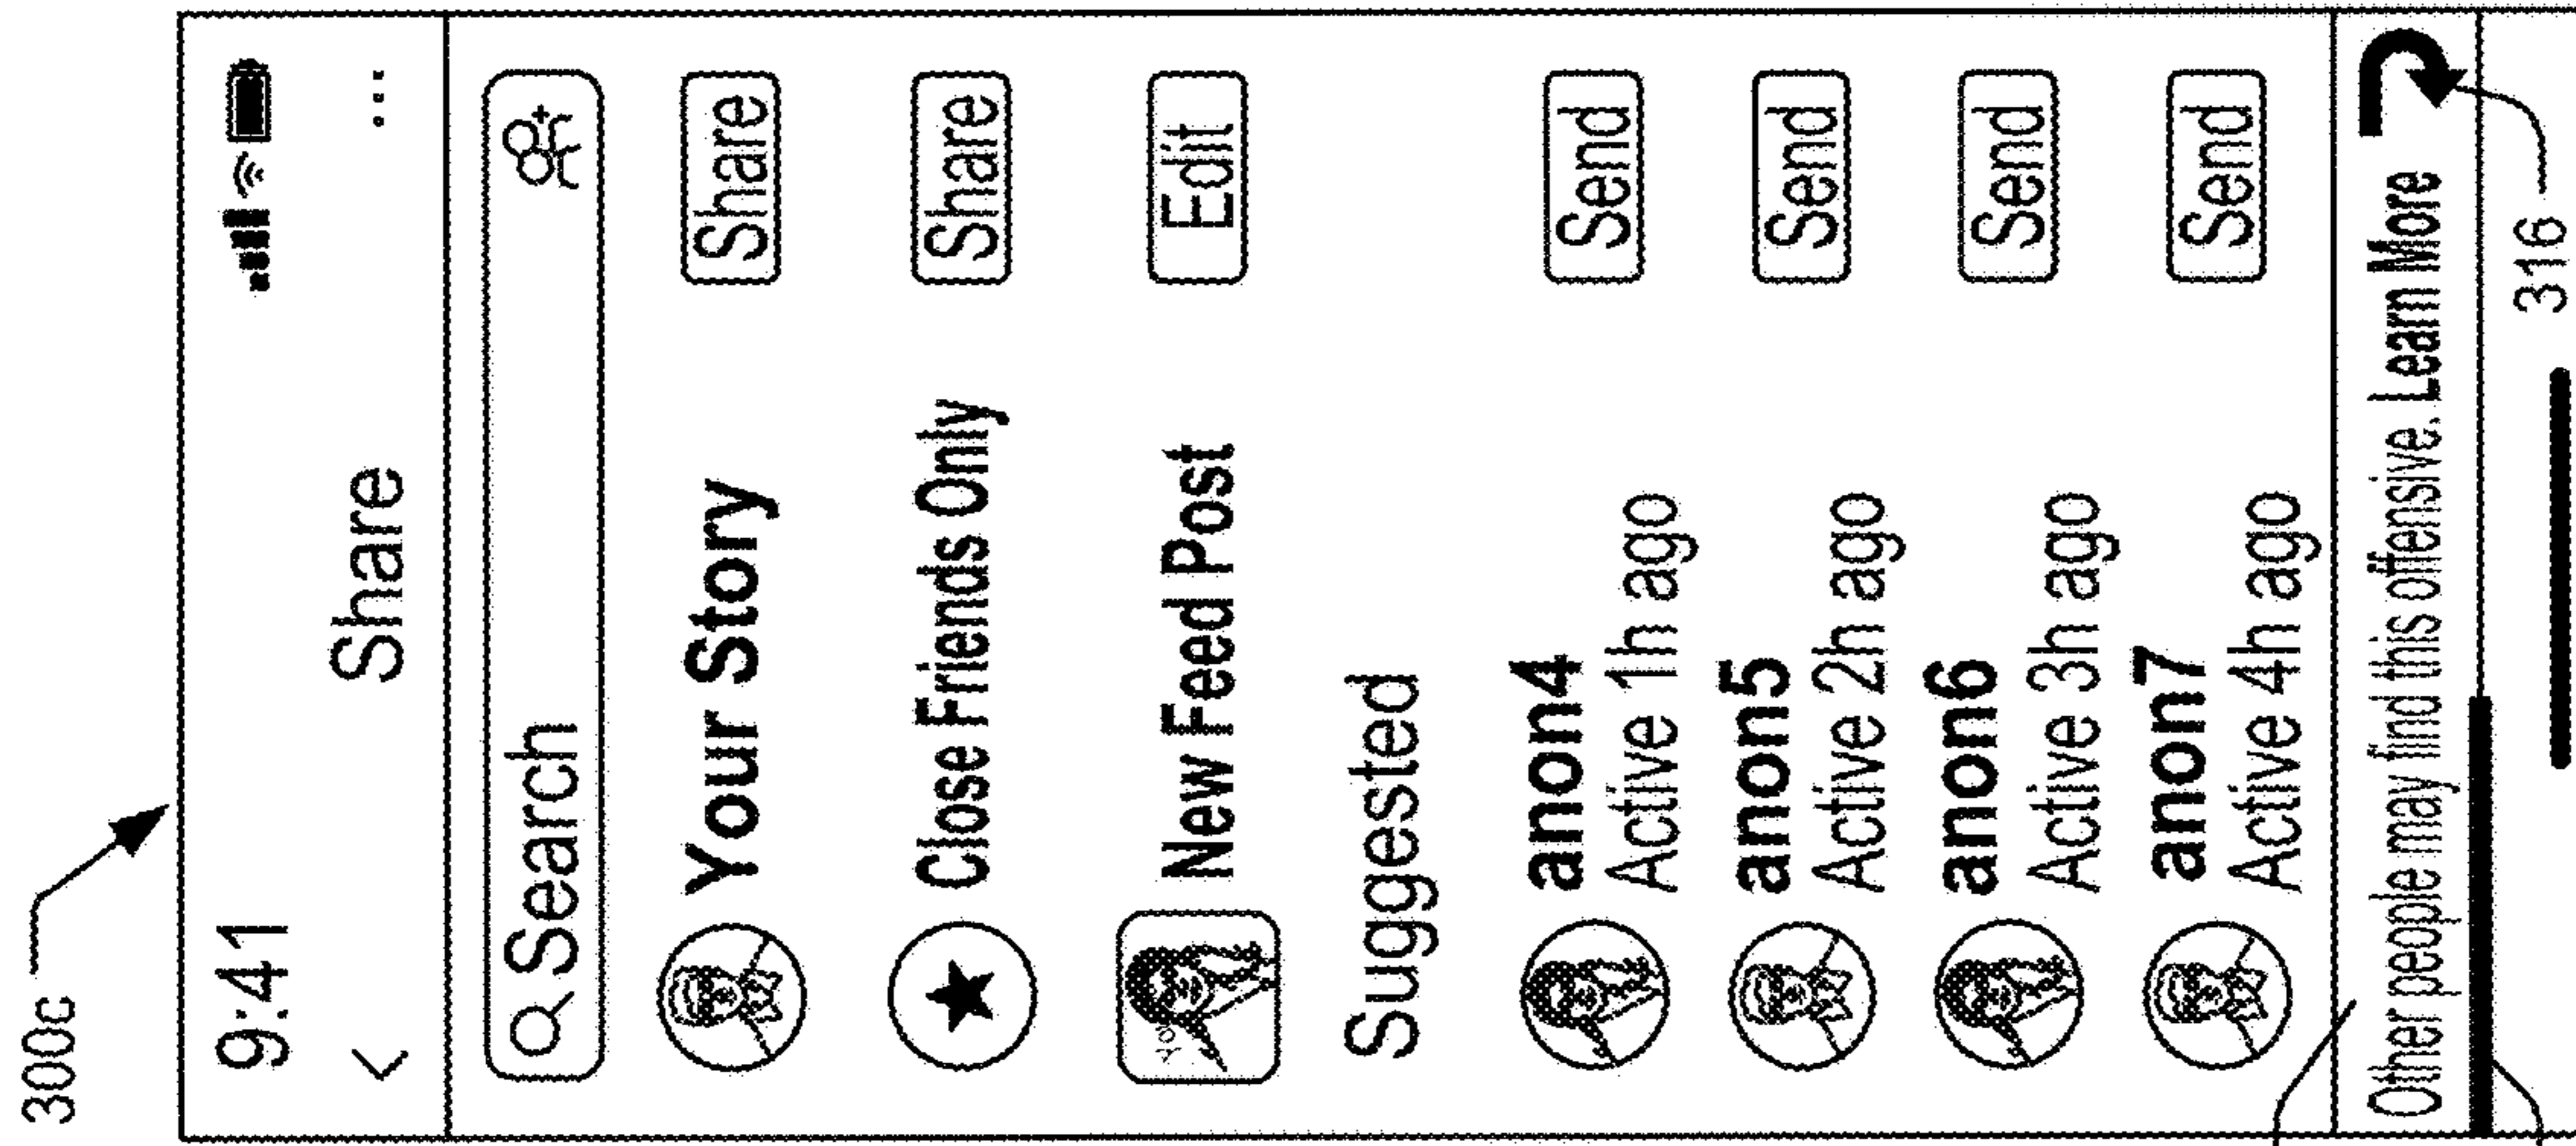 300c
9:41
Share
Search
Your Story Share
Close Friends Only Share
New Feed Post Edit
Suggested
anon4
Active 1h ago Send
anon5
Active 2h ago Send
anon6
Active 3h ago Send
anon7
Active 4h ago Send
Other people may find this offensive. Learn More
316